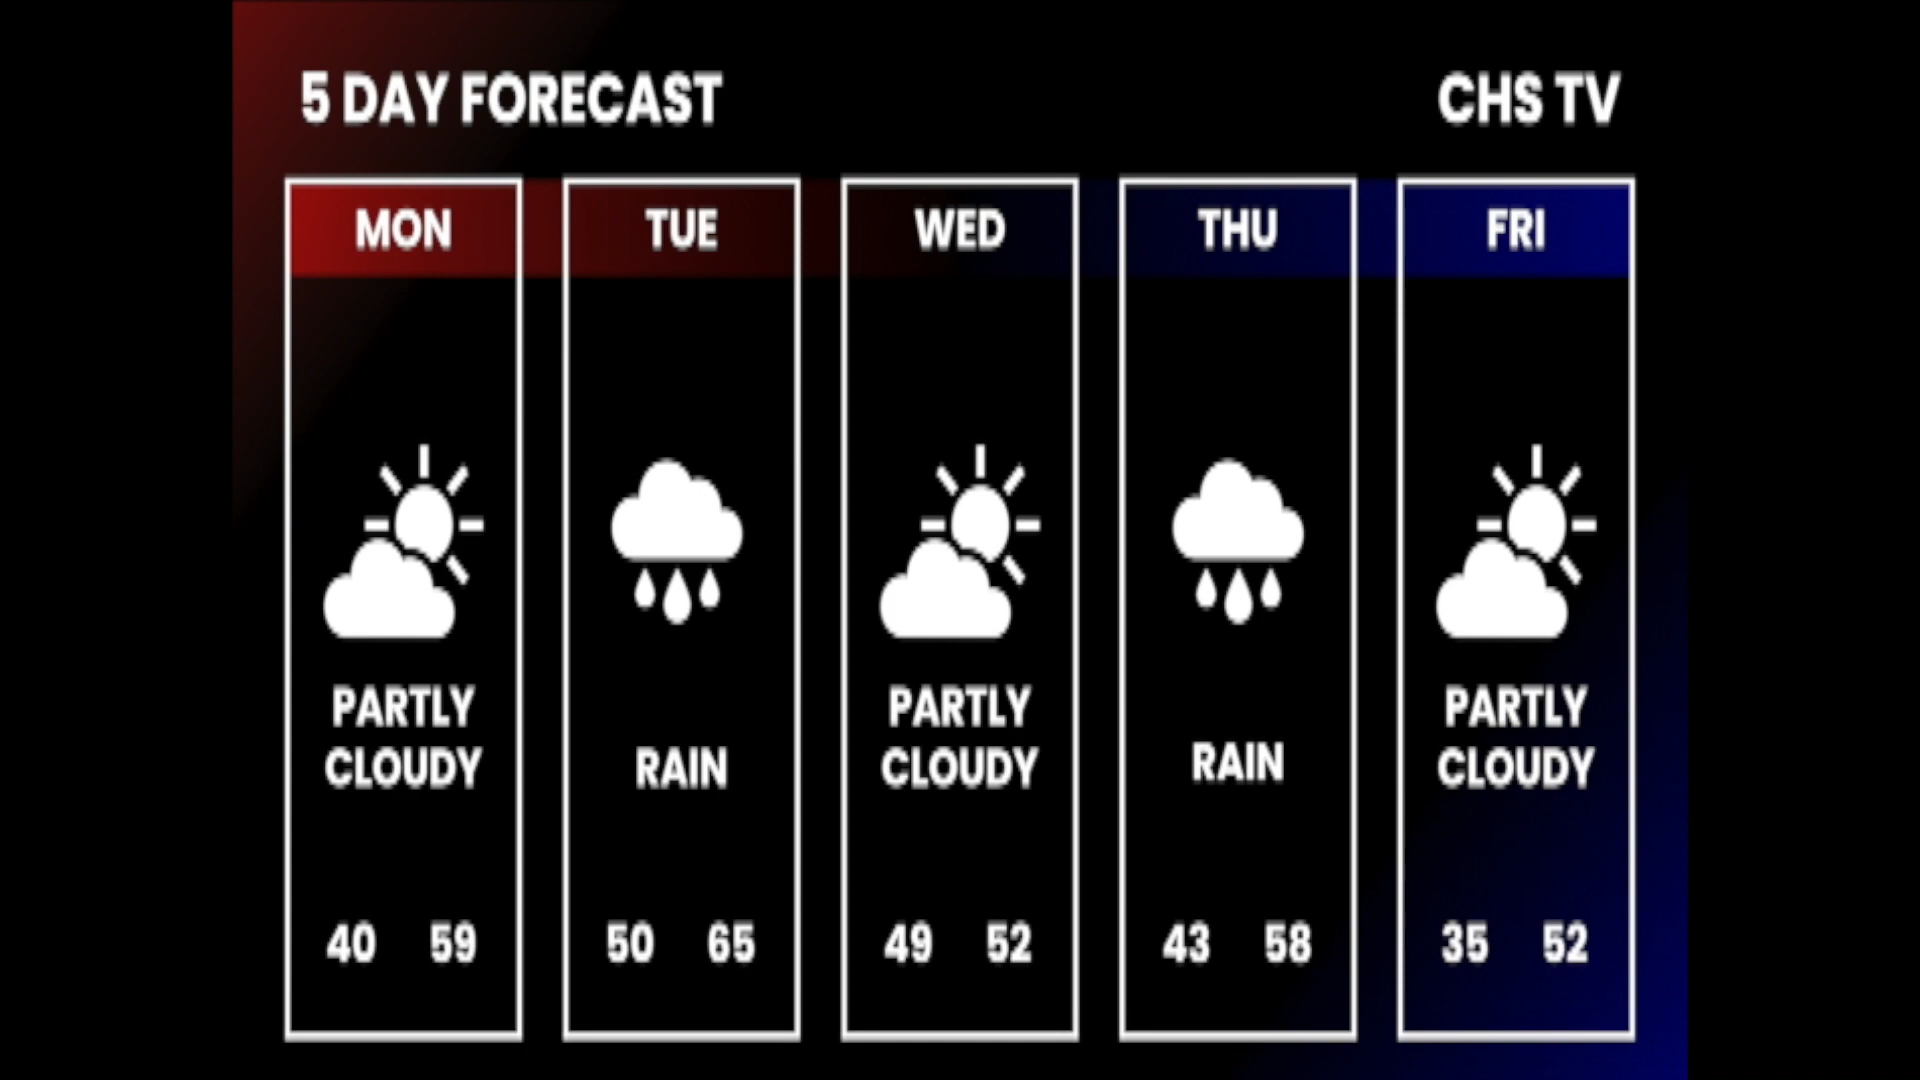 5 DAY FORECAST
CHS TV
MON
PARTLY
CLOUDY
40 59
TUE
RAIN
50 65
WED
PARTLY
CLOUDY
49 52
THU
RAIN
43 58
FRI
PARTLY
CLOUDY
35 52